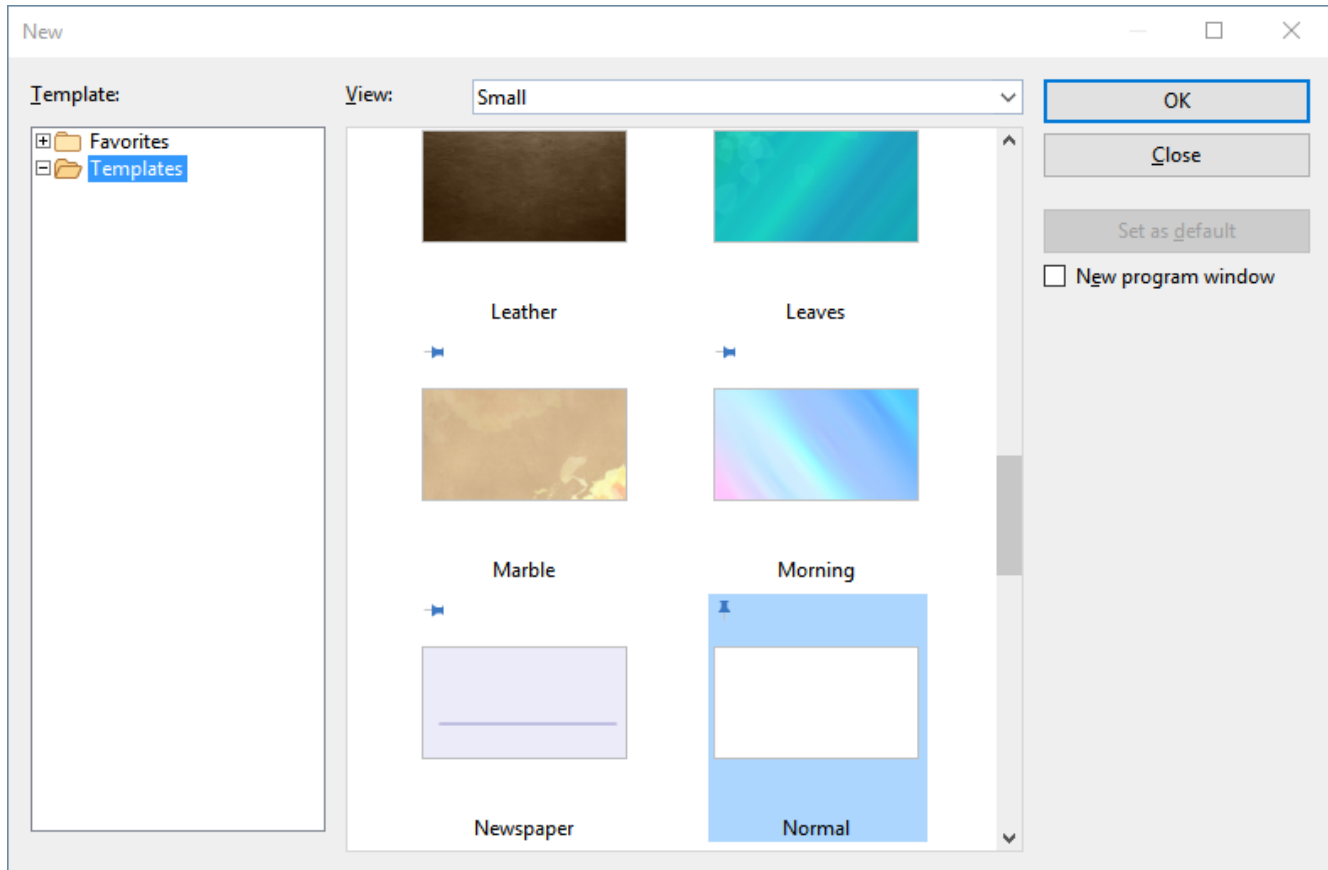 New
Template:
View:
Small
OK
Favorites
Templates
Close
Set as default
New program window
Leather
Leaves
Marble
Morning
Newspaper
Normal